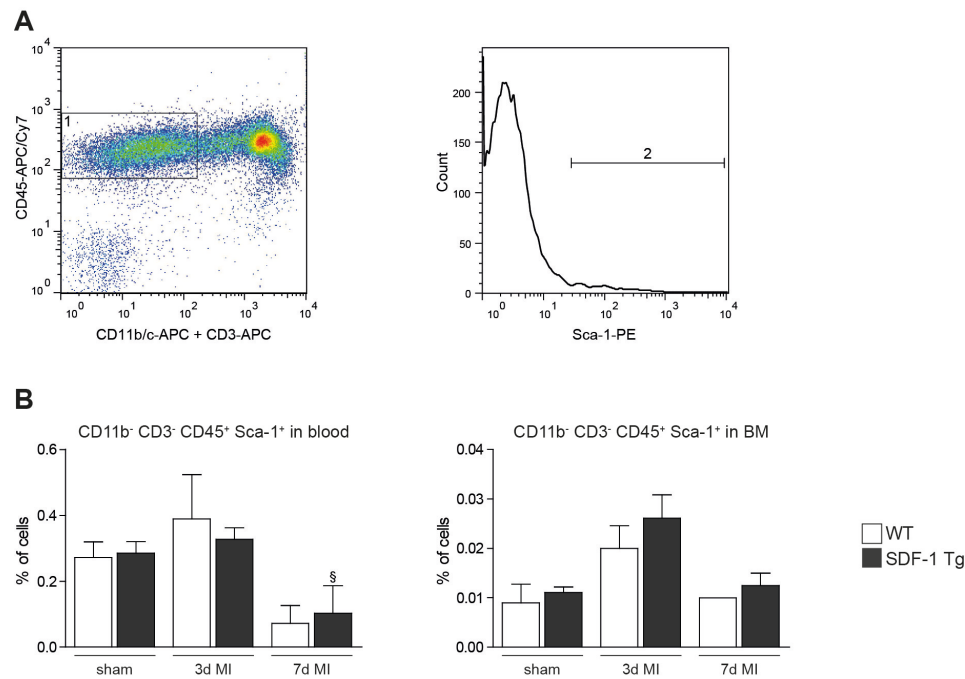 A
10⁴
10³
10²
10¹
10⁰
CD45-APC/Cy7
1
10⁰ 10¹ 10² 10³ 10⁴
CD11b/c-APC + CD3-APC
200
150
100
50
0
Count
2
10⁰ 10¹ 10² 10³ 10⁴
Sca-1-PE
B
CD11b⁻ CD3⁻ CD45⁺ Sca-1⁺ in blood
0.6
0.4
0.2
0.0
% of cells
§
sham 3d MI 7d MI
CD11b⁻ CD3⁻ CD45⁺ Sca-1⁺ in BM
0.04
0.03
0.02
0.01
0.00
% of cells
sham 3d MI 7d MI
WT
SDF-1 Tg